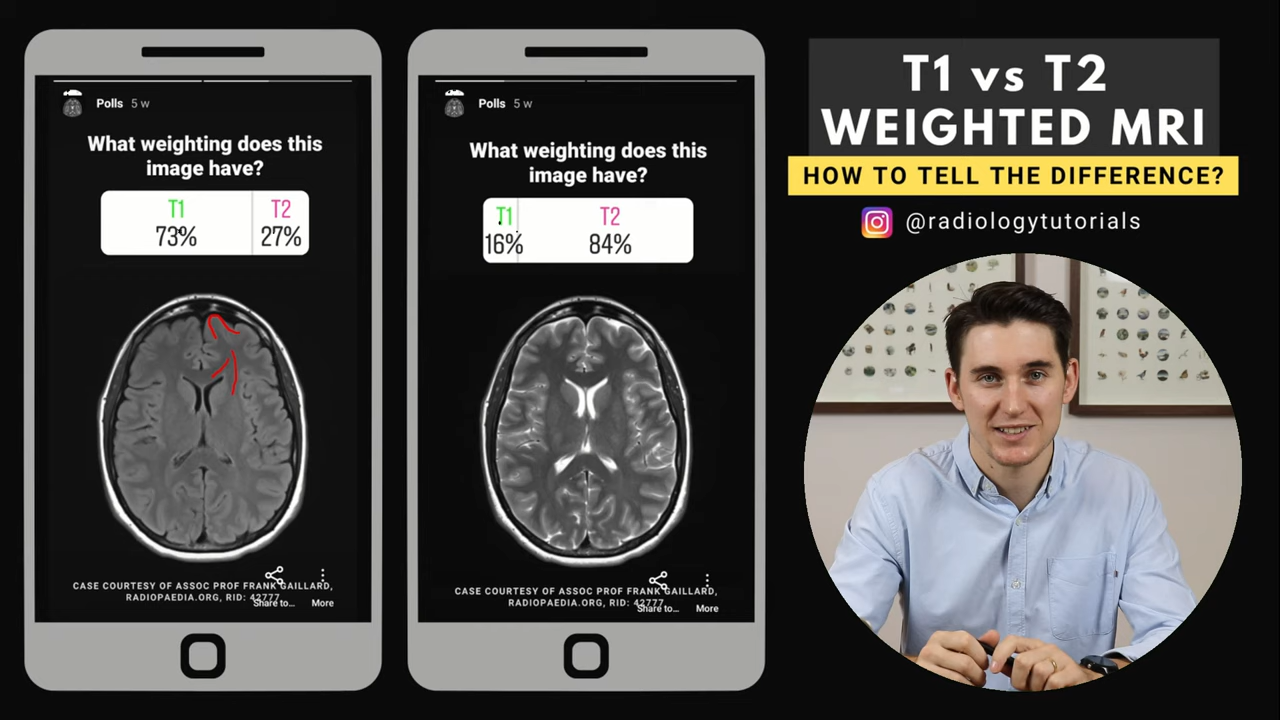 Polls 5 w
What weighting does this
image have?
T1 T2
73% 27%
CASE COURTESY OF ASSOC PROF FRANK GAILLARD,
RADIOPAEDIA.ORG, RID: 42777
Share to... More
Polls 5 w
What weighting does this
image have?
T1 T2
16% 84%
CASE COURTESY OF ASSOC PROF FRANK GAILLARD,
RADIOPAEDIA.ORG, RID: 42777
Share to... More
T1 vs T2
WEIGHTED MRI
HOW TO TELL THE DIFFERENCE?
@radiologytutorials